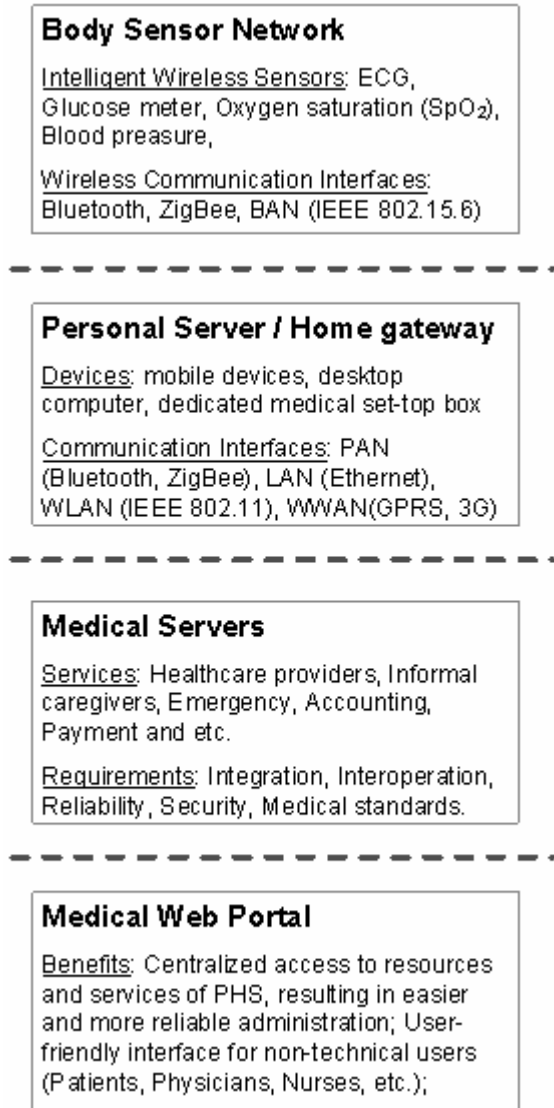 Body Sensor Network
Intelligent Wireless Sensors: ECG,
Glucose meter, Oxygen saturation (SpO₂),
Blood preasure,
Wireless Communication Interfaces:
Bluetooth, ZigBee, BAN (IEEE 802.15.6)
Personal Server / Home gateway
Devices: mobile devices, desktop
computer, dedicated medical set-top box
Communication Interfaces: PAN
(Bluetooth, ZigBee), LAN (Ethernet),
WLAN (IEEE 802.11), WWAN(GPRS, 3G)
Medical Servers
Services: Healthcare providers, Informal
caregivers, Emergency, Accounting,
Payment and etc.
Requirements: Integration, Interoperation,
Reliability, Security, Medical standards.
Medical Web Portal
Benefits: Centralized access to resources
and services of PHS, resulting in easier
and more reliable administration; User-
friendly interface for non-technical users
(Patients, Physicians, Nurses, etc.);